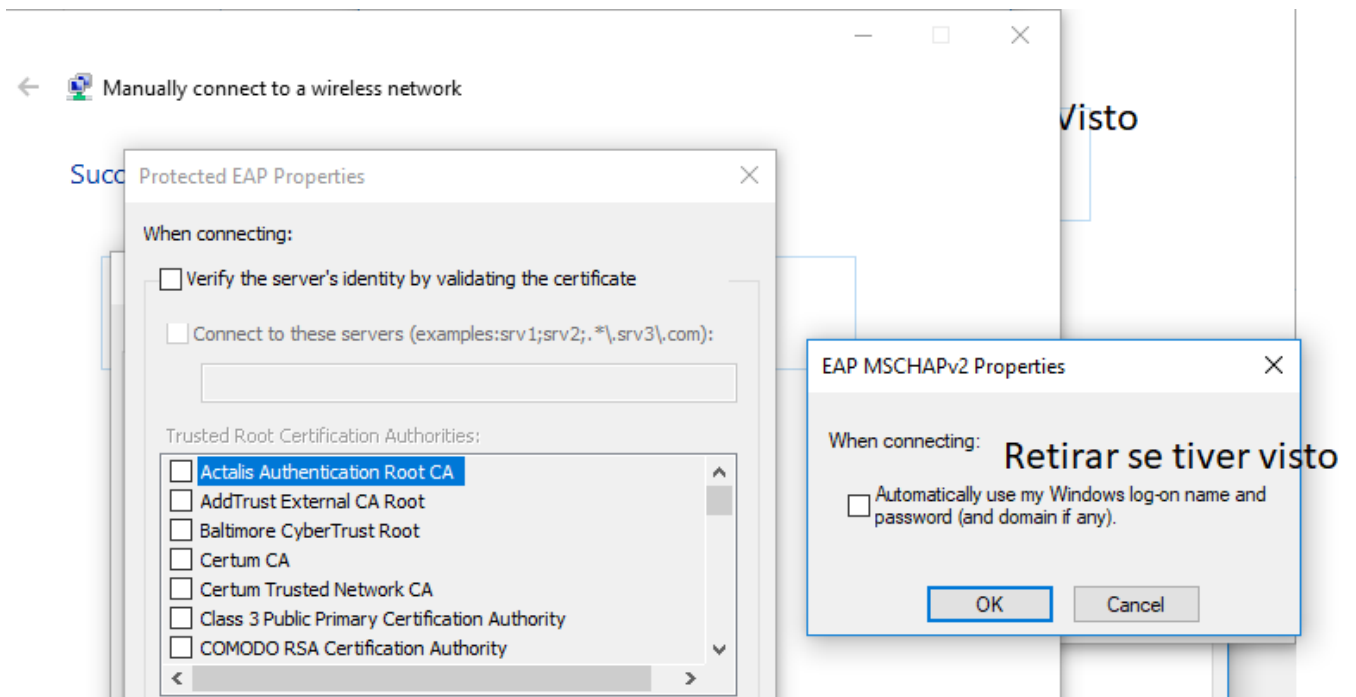 Manually connect to a wireless network
Visto
Succ
Protected EAP Properties
When connecting:
Verify the server's identity by validating the certificate
Connect to these servers (examples:srv1;srv2;.*\.srv3\.com):
Trusted Root Certification Authorities:
Actalis Authentication Root CA
AddTrust External CA Root
Baltimore CyberTrust Root
Certum CA
Certum Trusted Network CA
Class 3 Public Primary Certification Authority
COMODO RSA Certification Authority
EAP MSCHAPv2 Properties
When connecting:
Retirar se tiver visto
Automatically use my Windows log-on name and
password (and domain if any).
OK
Cancel